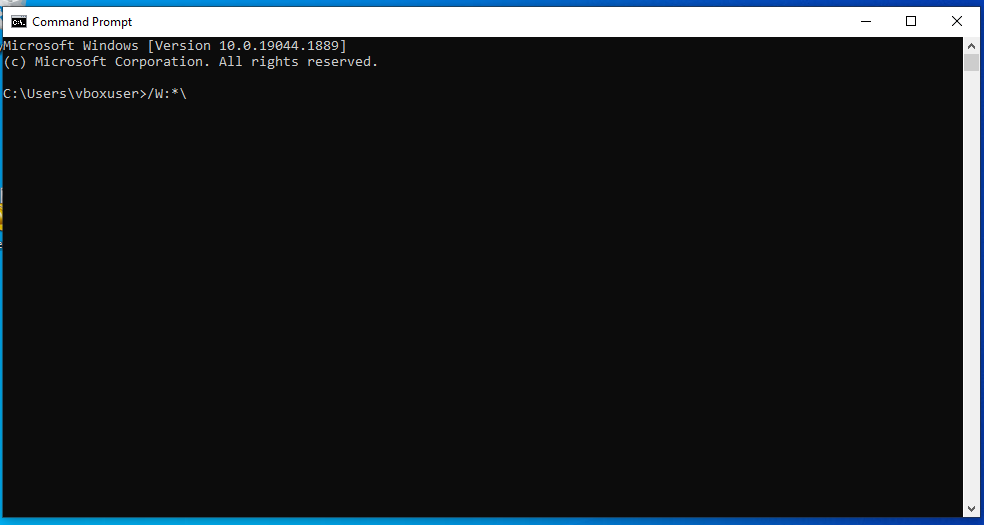 Command Prompt
Microsoft Windows [Version 10.0.19044.1889]
(c) Microsoft Corporation. All rights reserved.
C:\Users\vboxuser>/W:*\